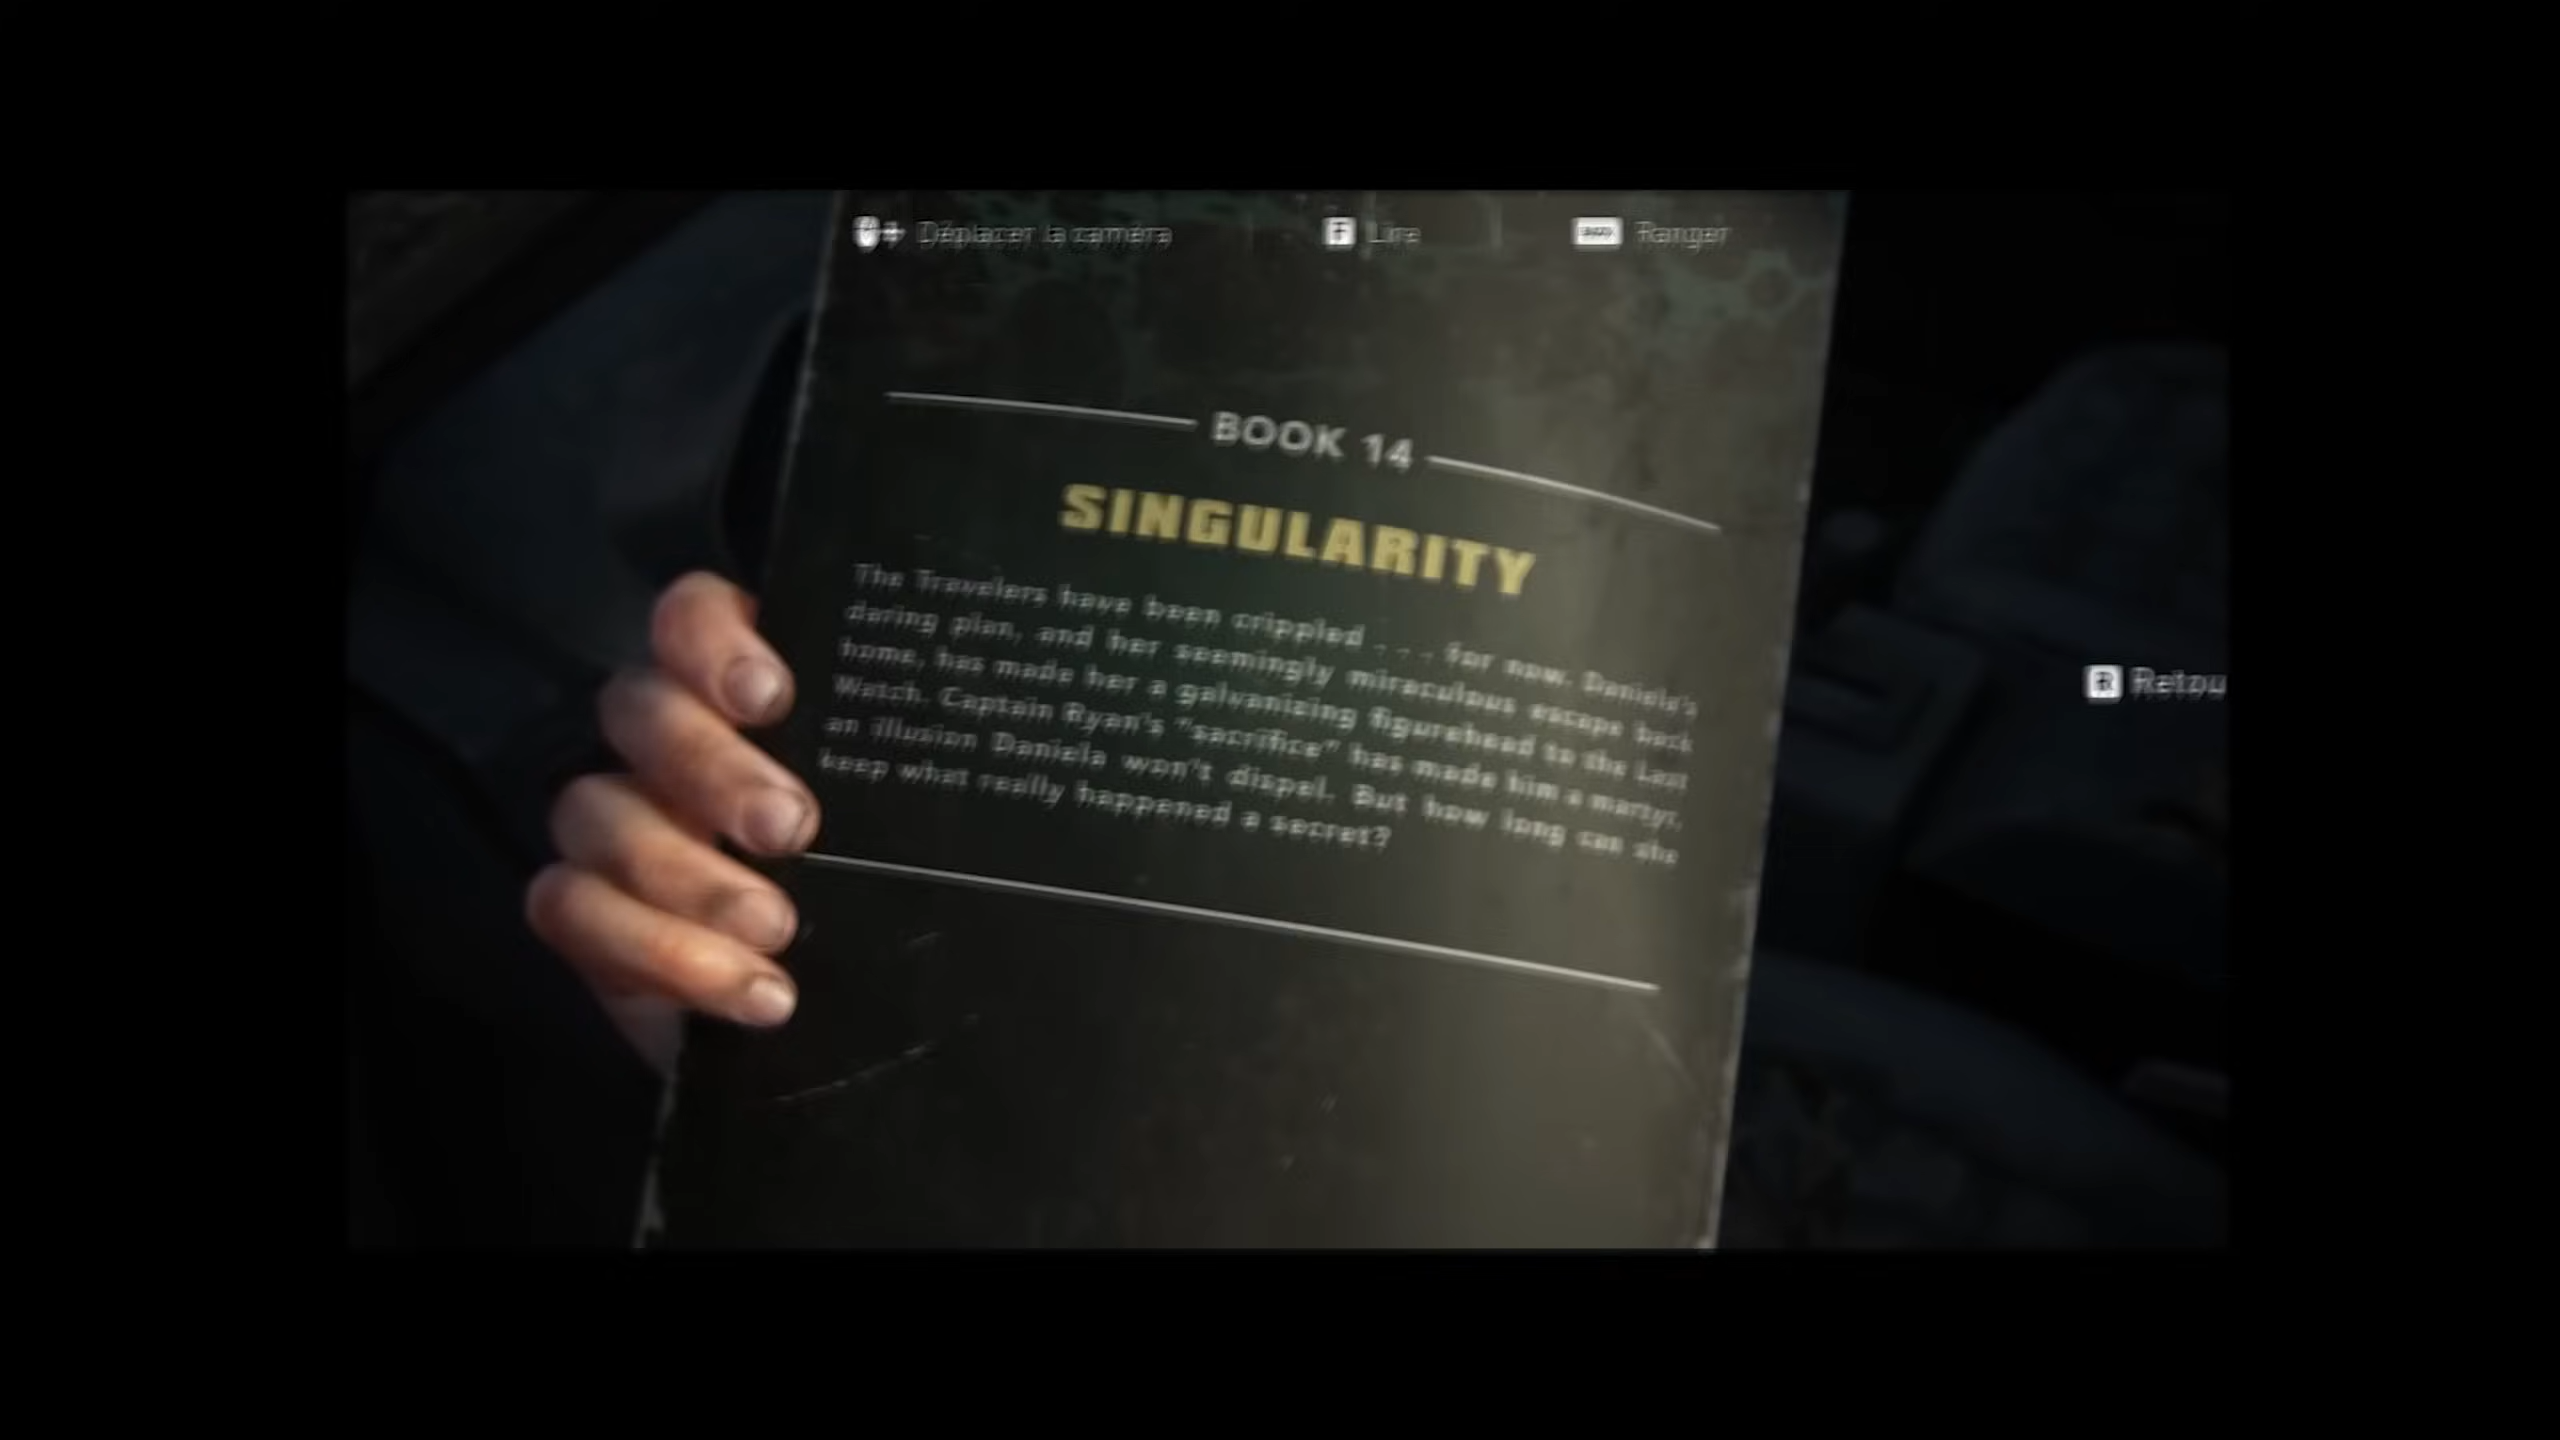 Déplacer la caméra
F Lire
Ranger
BOOK 14
SINGULARITY
The Travelers have been crippled . . . for now. Daniela's
daring plan, and her seemingly miraculous escape back
home, has made her a galvanizing figurehead to the Last
Watch. Captain Ryan's "sacrifice" has made him a martyr,
an illusion Daniela won't dispel. But how long can she
keep what really happened a secret?
R Retou